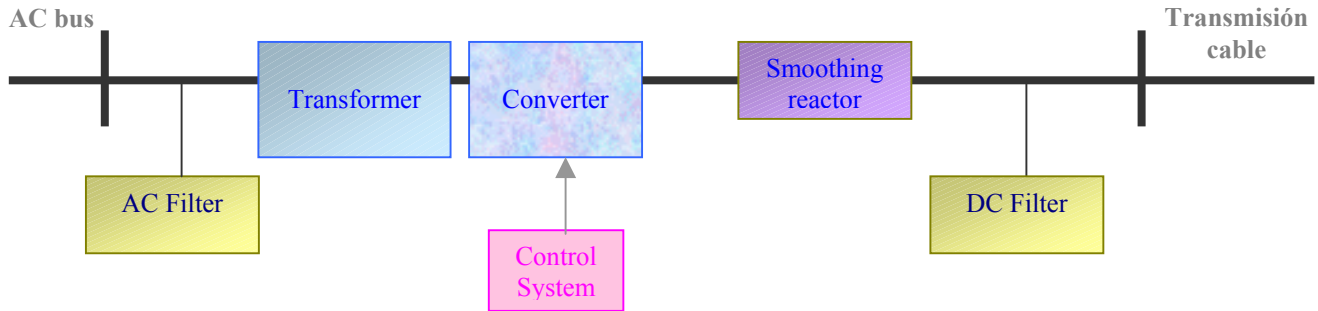 AC bus
Transmisión
cable
Transformer
Converter
Smoothing
reactor
AC Filter
DC Filter
Control
System